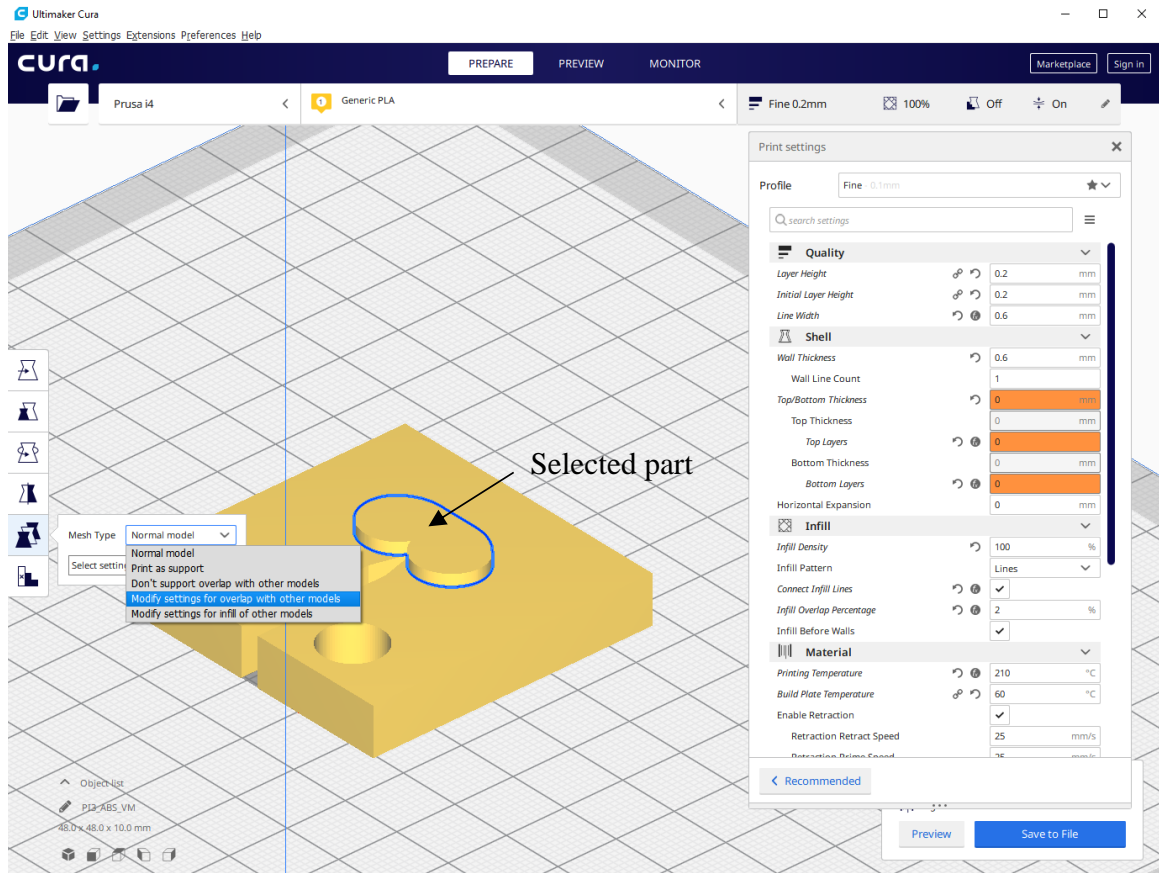 Ultimaker Cura
File Edit View Settings Extensions Preferences Help
cura.
PREPARE PREVIEW MONITOR
Marketplace Sign in
Prusa i4
1 Generic PLA
Fine 0.2mm 100% Off On
Print settings
Profile Fine - 0.1mm
search settings
Quality
Layer Height 0.2 mm
Initial Layer Height 0.2 mm
Line Width 0.6 mm
Shell
Wall Thickness 0.6 mm
Wall Line Count 1
Top/Bottom Thickness 0 mm
Top Thickness 0 mm
Top Layers 0
Bottom Thickness 0 mm
Bottom Layers 0
Horizontal Expansion 0 mm
Infill
Infill Density 100 %
Infill Pattern Lines
Connect Infill Lines
Infill Overlap Percentage 2 %
Infill Before Walls
Material
Printing Temperature 210 °C
Build Plate Temperature 60 °C
Enable Retraction
Retraction Retract Speed 25 mm/s
Retraction Prime Speed 25 mm/s
Recommended
Selected part
Mesh Type Normal model
Select settin
Normal model
Print as support
Don't support overlap with other models
Modify settings for overlap with other models
Modify settings for infill of other models
Object list
PI3_ABS_VM
48.0 x 48.0 x 10.0 mm
Preview Save to File